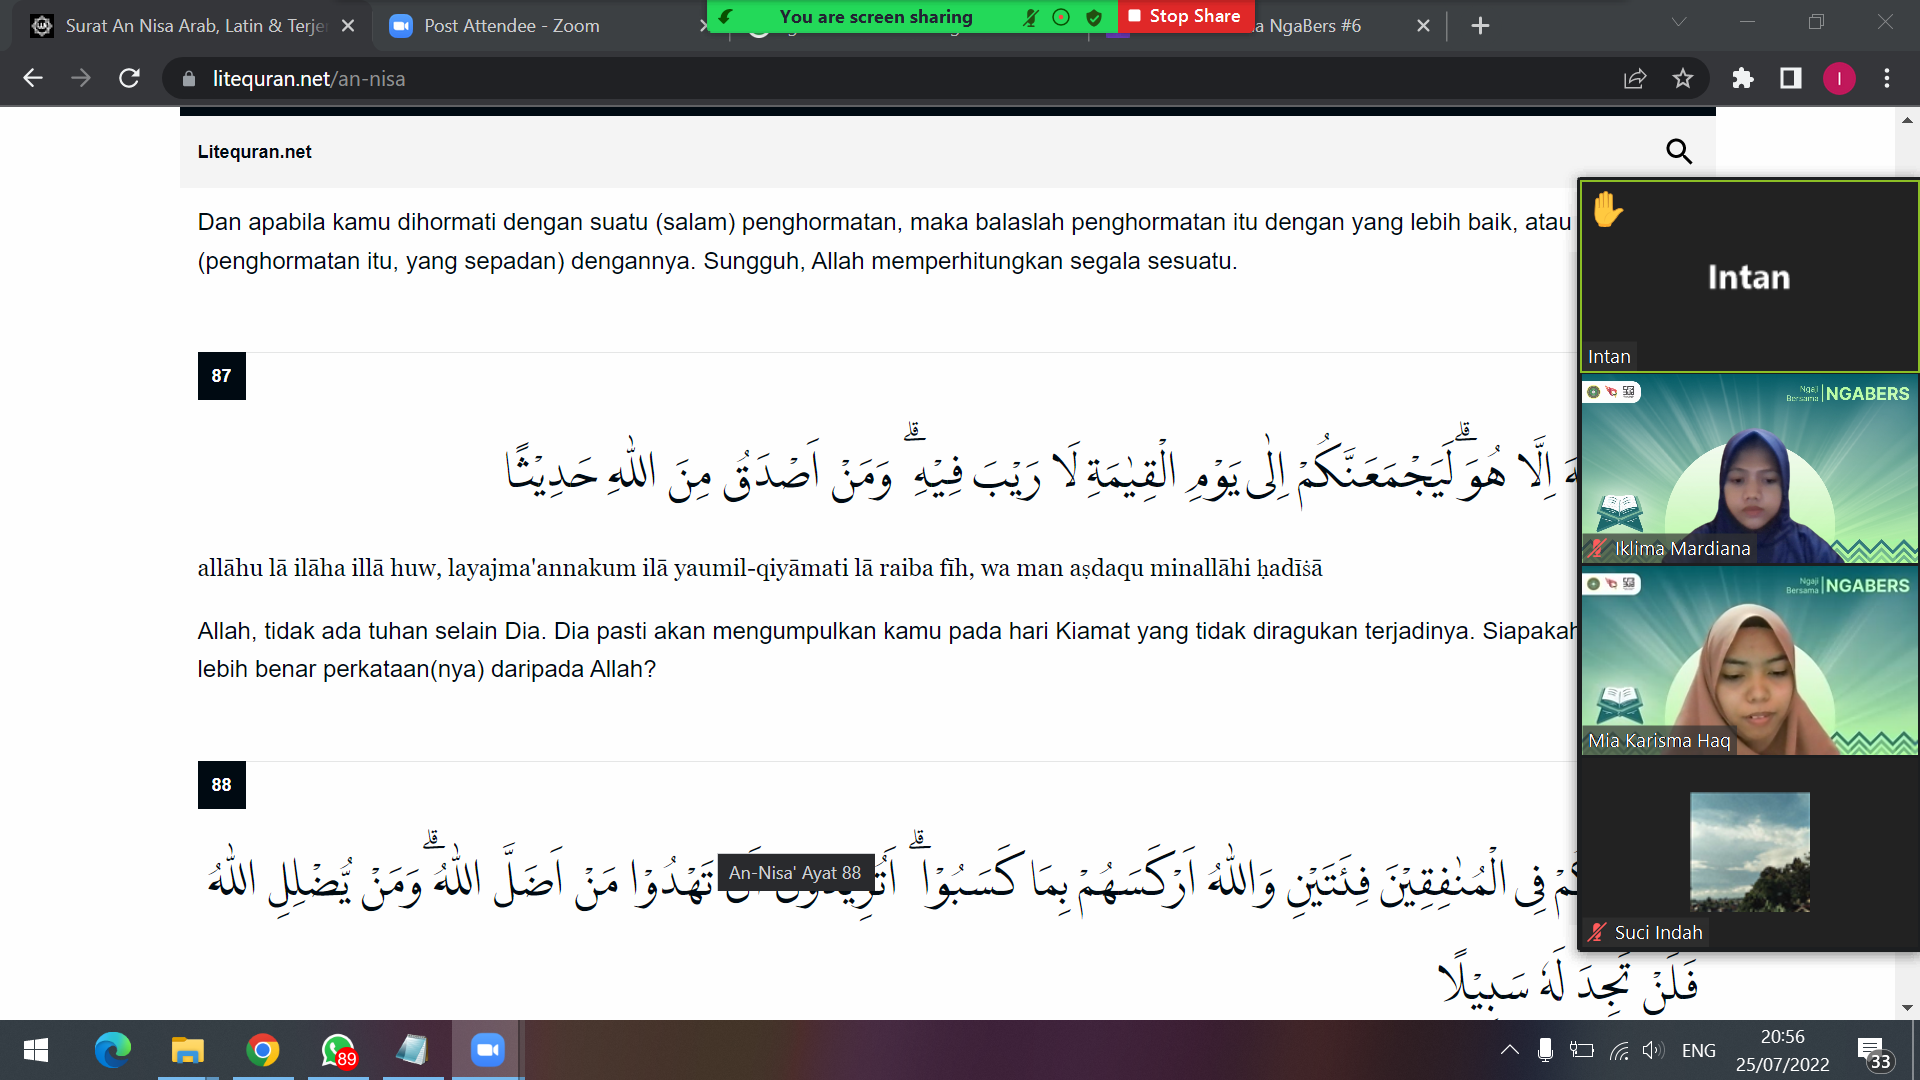 Surat An Nisa Arab, Latin & Terje
Post Attendee - Zoom
You are screen sharing
Stop Share
a NgaBers #6
litequran.net/an-nisa
I
Litequran.net
Dan apabila kamu dihormati dengan suatu (salam) penghormatan, maka balaslah penghormatan itu dengan yang lebih baik, atau
(penghormatan itu, yang sepadan) dengannya. Sungguh, Allah memperhitungkan segala sesuatu.
87
اِلَّا هُوَۗ لَيَجْمَعَنَّكُمْ اِلٰى يَوْمِ الْقِيٰمَةِ لَا رَيْبَ فِيْهِ ۗ وَمَنْ اَصْدَقُ مِنَ اللّٰهِ حَدِيْثًا
allāhu lā ilāha illā huw, layajma'annakum ilā yaumil-qiyāmati lā raiba fīh, wa man aṣdaqu minallāhi ḥadīṡā
Allah, tidak ada tuhan selain Dia. Dia pasti akan mengumpulkan kamu pada hari Kiamat yang tidak diragukan terjadinya. Siapakah
lebih benar perkataan(nya) daripada Allah?
88
فِى الْمُنٰفِقِيْنَ فِئَتَيْنِ وَاللّٰهُ اَرْكَسَهُمْ بِمَا كَسَبُوْا ۗ تَهْدُوْا مَنْ اَضَلَّ اللّٰهُ ۗوَمَنْ يُّضْلِلِ اللّٰهُ
An-Nisa' Ayat 88
فَلَنْ تَجِدَ لَهٗ سَبِيْلًا
Intan
Intan
Ngaji
Bersama
NGABERS
Iklima Mardiana
Ngaji
Bersama
NGABERS
Mia Karisma Haq
Suci Indah
89
ENG
20:56
25/07/2022
33